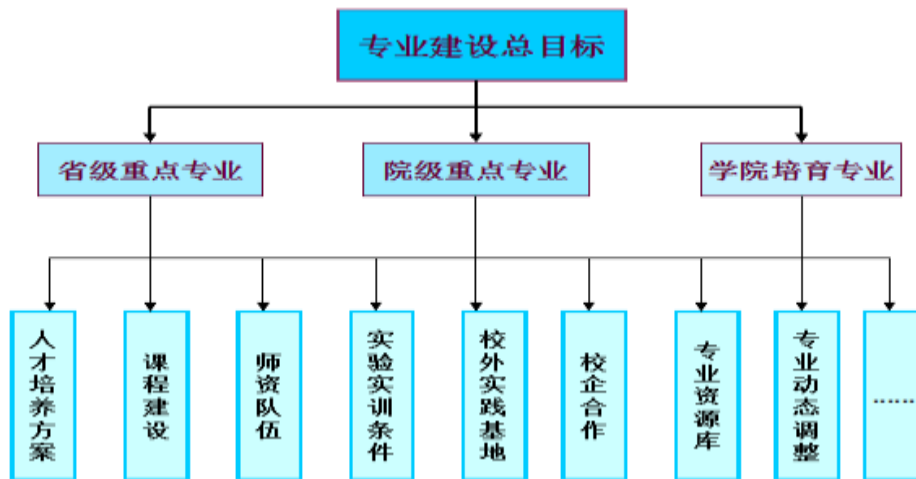 专业建设总目标
省级重点专业
院级重点专业
学院培育专业
人才培养方案
课程建设
师资队伍
实验实训条件
校外实践基地
校企合作
专业资源库
专业动态调整
......